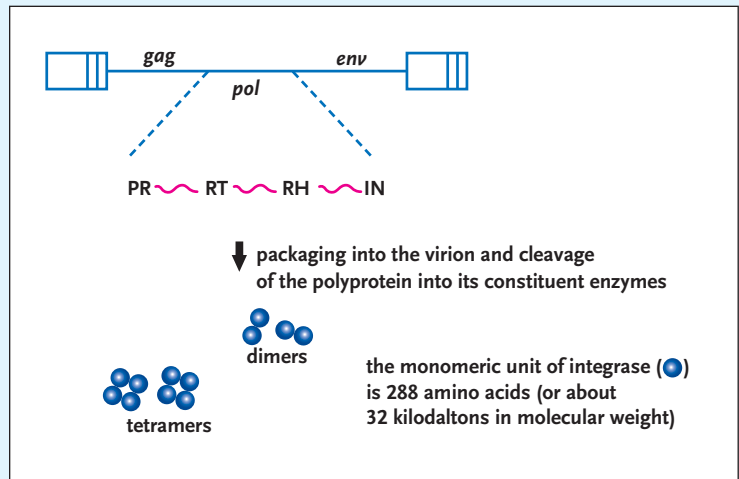 gag
env
pol
PR RT RH IN
packaging into the virion and cleavage
of the polyprotein into its constituent enzymes
dimers
tetramers
the monomeric unit of integrase ( )
is 288 amino acids (or about
32 kilodaltons in molecular weight)